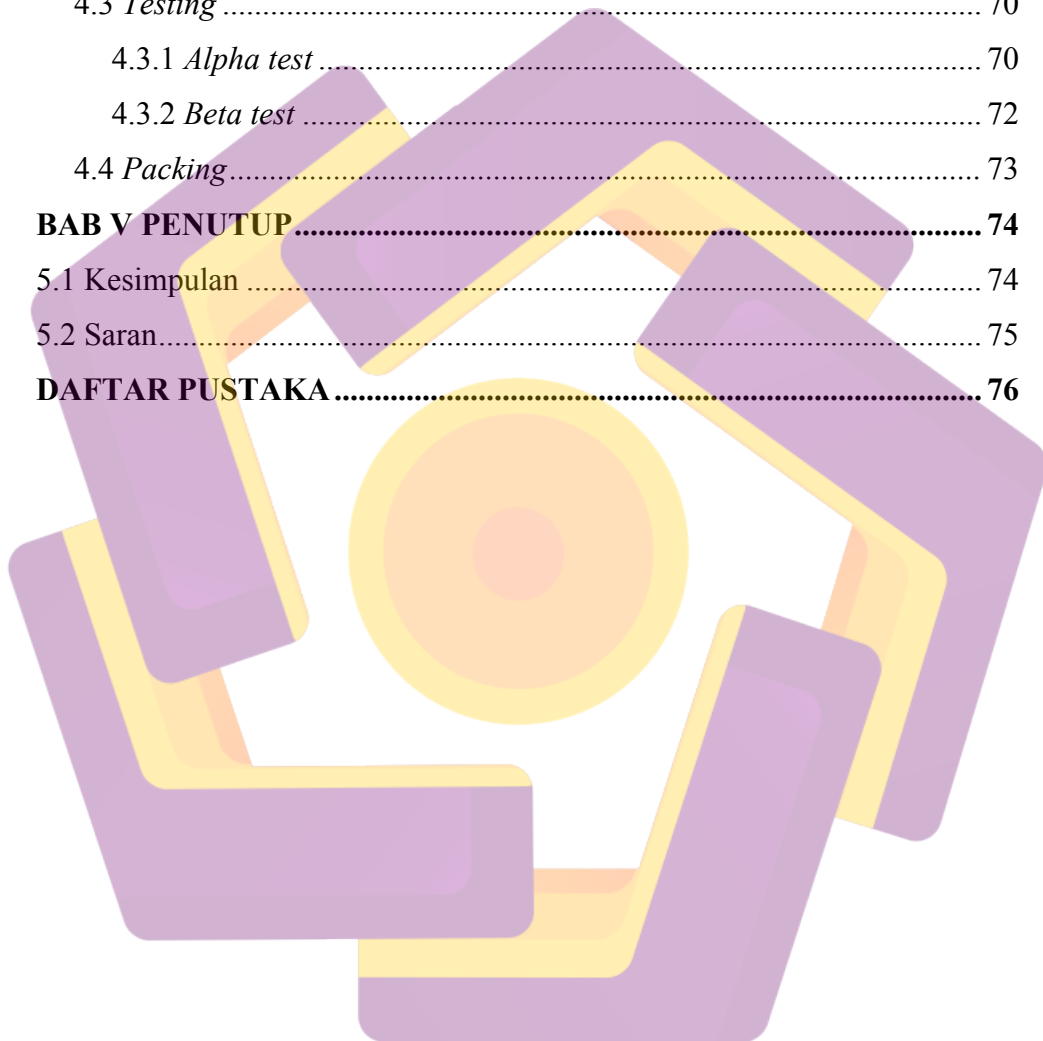 4.3 Testing ........................................ 70
4.3.1 Alpha test ........................................ 70
4.3.2 Beta test ........................................ 72
4.4 Packing ........................................ 73
BAB V PENUTUP ........................................ 74
5.1 Kesimpulan ........................................ 74
5.2 Saran ........................................ 75
DAFTAR PUSTAKA ........................................ 76